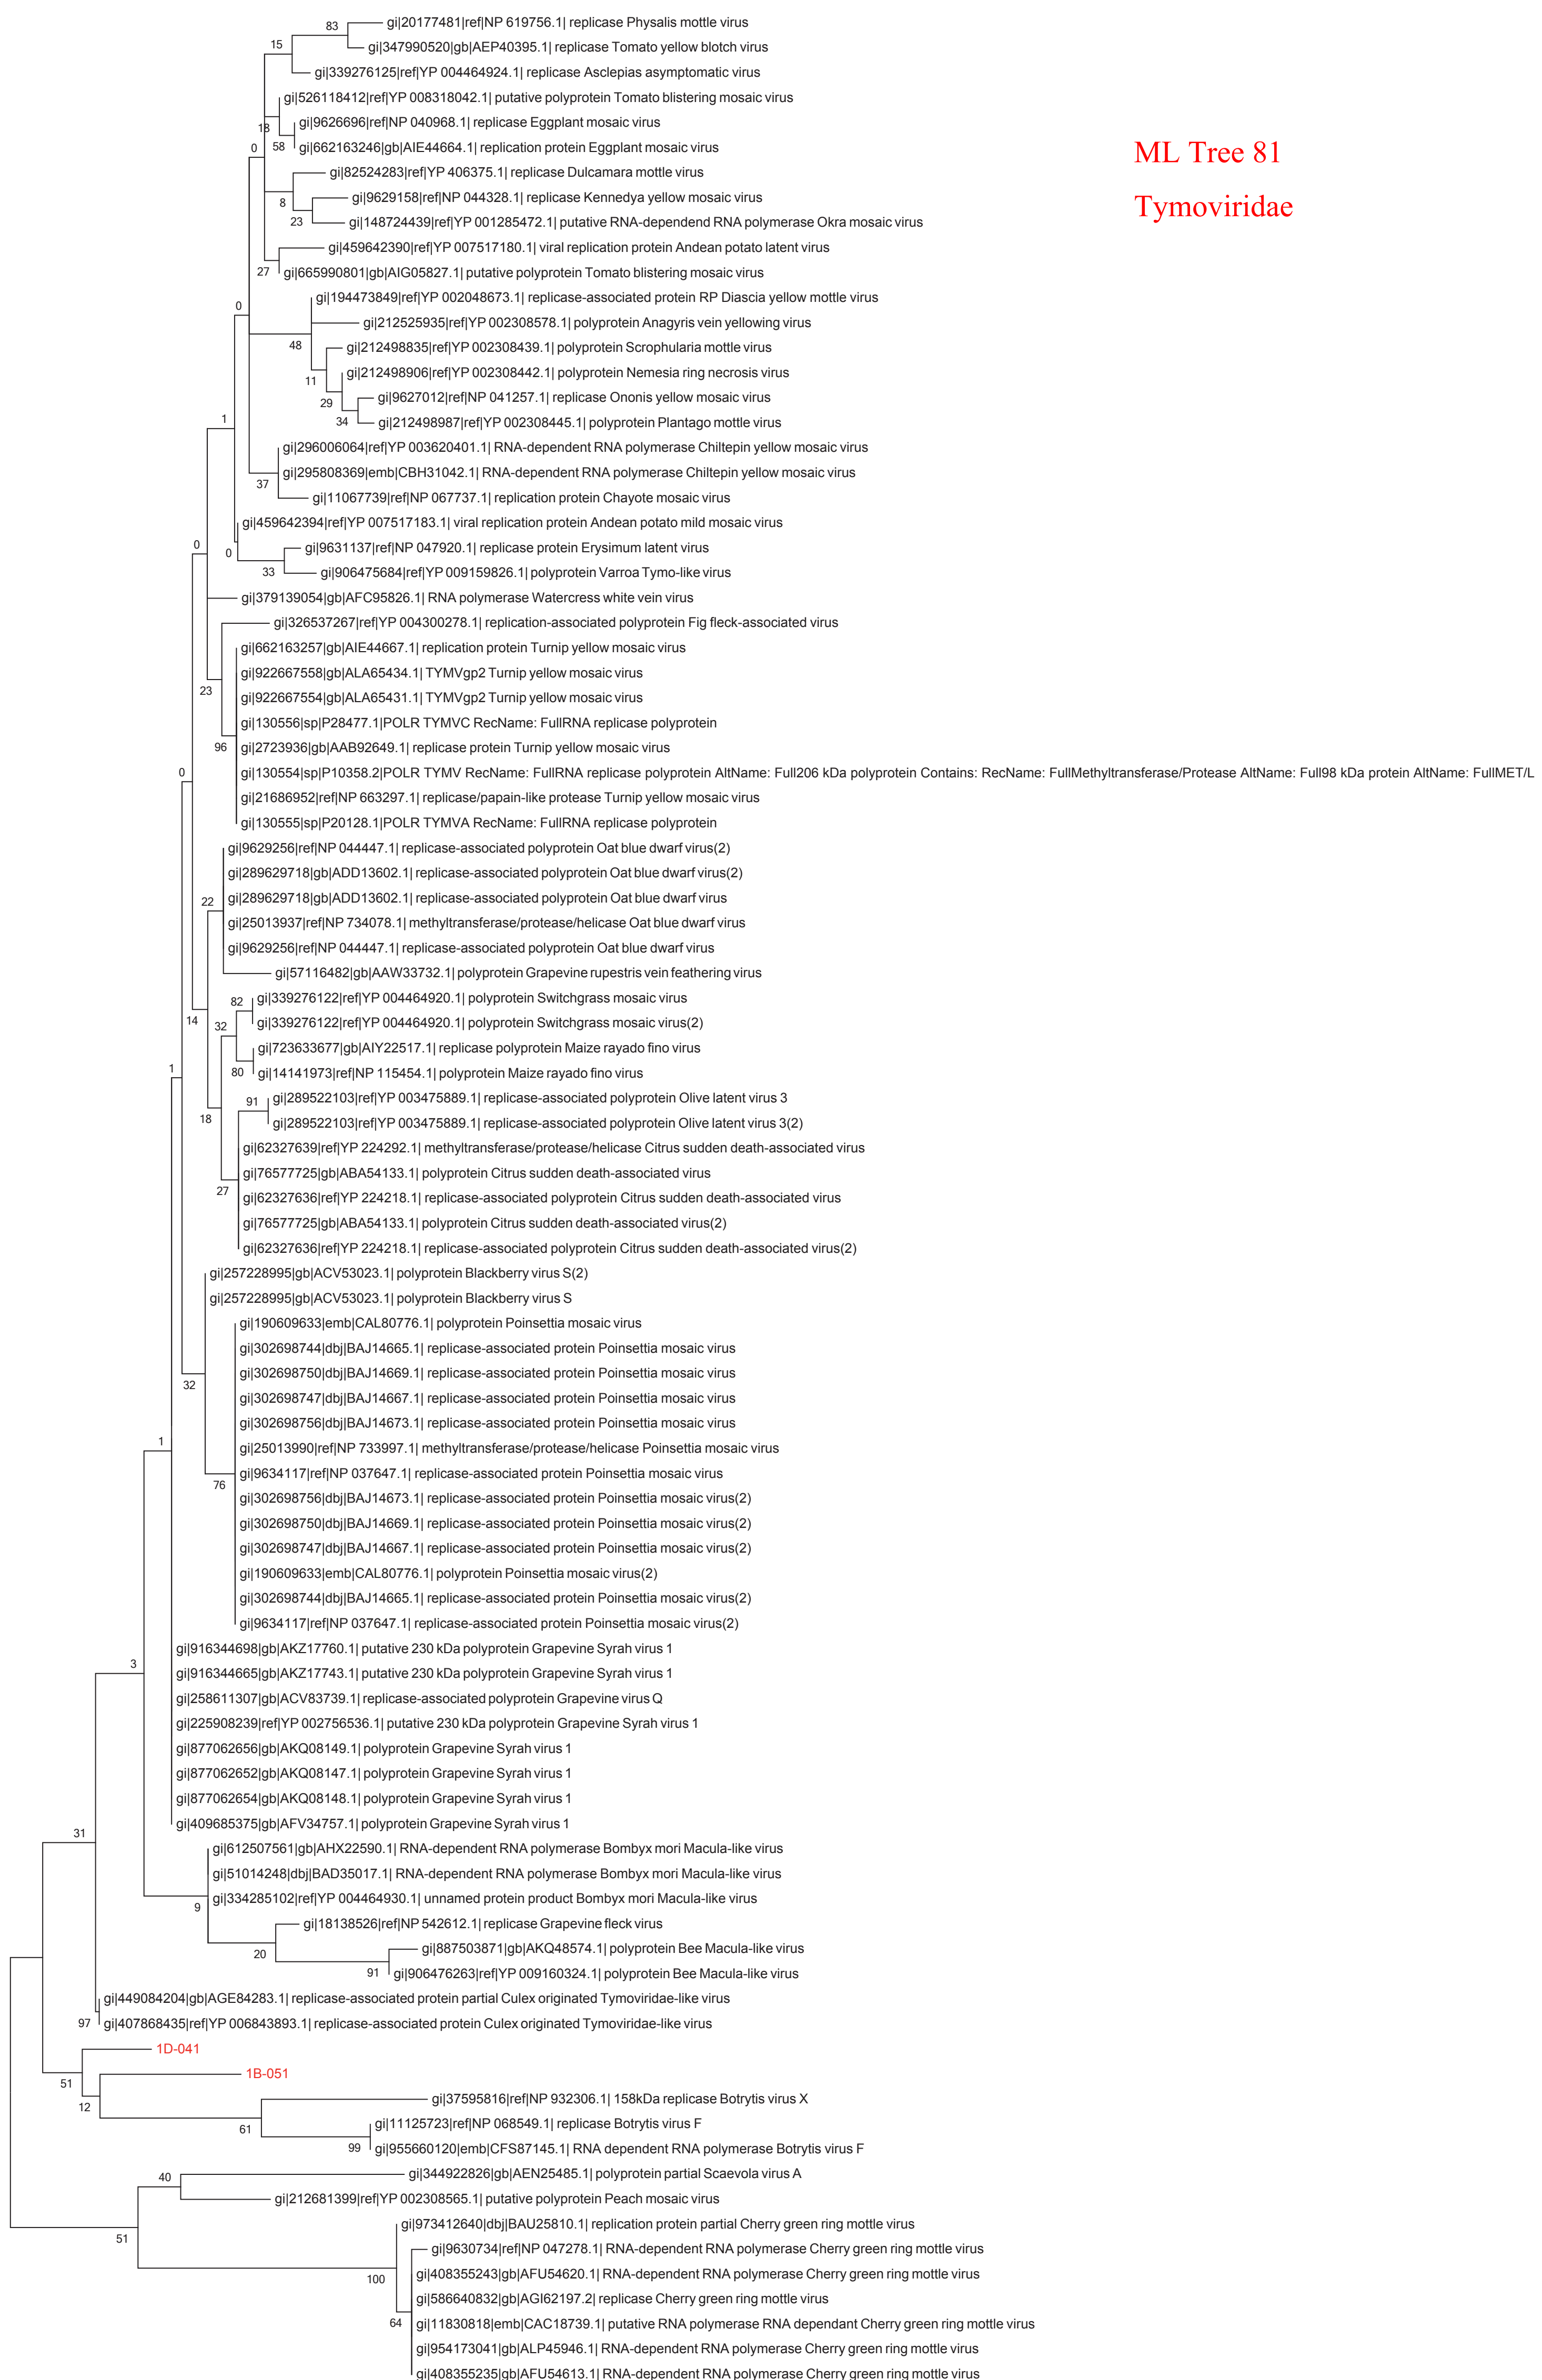 gi|20177481|ref|NP 619756.1| replicase Physalis mottle virus
83
15
gi|347990520|gb|AEP40395.1| replicase Tomato yellow blotch virus
gi|339276125|ref|YP 004464924.1| replicase Asclepias asymptomatic virus
gi|526118412|ref|YP 008318042.1| putative polyprotein Tomato blistering mosaic virus
18
gi|9626696|ref|NP 040968.1| replicase Eggplant mosaic virus
0
58
gi|662163246|gb|AIE44664.1| replication protein Eggplant mosaic virus
ML Tree 81
Tymoviridae
gi|82524283|ref|YP 406375.1| replicase Dulcamara mottle virus
8
gi|9629158|ref|NP 044328.1| replicase Kennedya yellow mosaic virus
23
gi|148724439|ref|YP 001285472.1| putative RNA-dependend RNA polymerase Okra mosaic virus
gi|459642390|ref|YP 007517180.1| viral replication protein Andean potato latent virus
27
gi|665990801|gb|AIG05827.1| putative polyprotein Tomato blistering mosaic virus
gi|194473849|ref|YP 002048673.1| replicase-associated protein RP Diascia yellow mottle virus
0
gi|212525935|ref|YP 002308578.1| polyprotein Anagyris vein yellowing virus
48
gi|212498835|ref|YP 002308439.1| polyprotein Scrophularia mottle virus
11
gi|212498906|ref|YP 002308442.1| polyprotein Nemesia ring necrosis virus
29
gi|9627012|ref|NP 041257.1| replicase Ononis yellow mosaic virus
34
gi|212498987|ref|YP 002308445.1| polyprotein Plantago mottle virus
1
gi|296006064|ref|YP 003620401.1| RNA-dependent RNA polymerase Chiltepin yellow mosaic virus
gi|295808369|emb|CBH31042.1| RNA-dependent RNA polymerase Chiltepin yellow mosaic virus
37
gi|11067739|ref|NP 067737.1| replication protein Chayote mosaic virus
gi|459642394|ref|YP 007517183.1| viral replication protein Andean potato mild mosaic virus
0
0
gi|9631137|ref|NP 047920.1| replicase protein Erysimum latent virus
33
gi|906475684|ref|YP 009159826.1| polyprotein Varroa Tymo-like virus
gi|379139054|gb|AFC95826.1| RNA polymerase Watercress white vein virus
gi|326537267|ref|YP 004300278.1| replication-associated polyprotein Fig fleck-associated virus
gi|662163257|gb|AIE44667.1| replication protein Turnip yellow mosaic virus
gi|922667558|gb|ALA65434.1| TYMVgp2 Turnip yellow mosaic virus
23
gi|922667554|gb|ALA65431.1| TYMVgp2 Turnip yellow mosaic virus
gi|130556|sp|P28477.1|POLR TYMVC RecName: FullRNA replicase polyprotein
96
gi|2723936|gb|AAB92649.1| replicase protein Turnip yellow mosaic virus
0
gi|130554|sp|P10358.2|POLR TYMV RecName: FullRNA replicase polyprotein AltName: Full206 kDa polyprotein Contains: RecName: FullMethyltransferase/Protease AltName: Full98 kDa protein AltName: FullMET/L
gi|21686952|ref|NP 663297.1| replicase/papain-like protease Turnip yellow mosaic virus
gi|130555|sp|P20128.1|POLR TYMVA RecName: FullRNA replicase polyprotein
gi|9629256|ref|NP 044447.1| replicase-associated polyprotein Oat blue dwarf virus(2)
gi|289629718|gb|ADD13602.1| replicase-associated polyprotein Oat blue dwarf virus(2)
22
gi|289629718|gb|ADD13602.1| replicase-associated polyprotein Oat blue dwarf virus
gi|25013937|ref|NP 734078.1| methyltransferase/protease/helicase Oat blue dwarf virus
gi|9629256|ref|NP 044447.1| replicase-associated polyprotein Oat blue dwarf virus
gi|57116482|gb|AAW33732.1| polyprotein Grapevine rupestris vein feathering virus
82
gi|339276122|ref|YP 004464920.1| polyprotein Switchgrass mosaic virus
14
32
gi|339276122|ref|YP 004464920.1| polyprotein Switchgrass mosaic virus(2)
gi|723633677|gb|AIY22517.1| replicase polyprotein Maize rayado fino virus
1
80
gi|14141973|ref|NP 115454.1| polyprotein Maize rayado fino virus
91
gi|289522103|ref|YP 003475889.1| replicase-associated polyprotein Olive latent virus 3
18
gi|289522103|ref|YP 003475889.1| replicase-associated polyprotein Olive latent virus 3(2)
gi|62327639|ref|YP 224292.1| methyltransferase/protease/helicase Citrus sudden death-associated virus
gi|76577725|gb|ABA54133.1| polyprotein Citrus sudden death-associated virus
27
gi|62327636|ref|YP 224218.1| replicase-associated polyprotein Citrus sudden death-associated virus
gi|76577725|gb|ABA54133.1| polyprotein Citrus sudden death-associated virus(2)
gi|62327636|ref|YP 224218.1| replicase-associated polyprotein Citrus sudden death-associated virus(2)
gi|257228995|gb|ACV53023.1| polyprotein Blackberry virus S(2)
gi|257228995|gb|ACV53023.1| polyprotein Blackberry virus S
gi|190609633|emb|CAL80776.1| polyprotein Poinsettia mosaic virus
gi|302698744|dbj|BAJ14665.1| replicase-associated protein Poinsettia mosaic virus
32
gi|302698750|dbj|BAJ14669.1| replicase-associated protein Poinsettia mosaic virus
gi|302698747|dbj|BAJ14667.1| replicase-associated protein Poinsettia mosaic virus
gi|302698756|dbj|BAJ14673.1| replicase-associated protein Poinsettia mosaic virus
1
gi|25013990|ref|NP 733997.1| methyltransferase/protease/helicase Poinsettia mosaic virus
gi|9634117|ref|NP 037647.1| replicase-associated protein Poinsettia mosaic virus
76
gi|302698756|dbj|BAJ14673.1| replicase-associated protein Poinsettia mosaic virus(2)
gi|302698750|dbj|BAJ14669.1| replicase-associated protein Poinsettia mosaic virus(2)
gi|302698747|dbj|BAJ14667.1| replicase-associated protein Poinsettia mosaic virus(2)
gi|190609633|emb|CAL80776.1| polyprotein Poinsettia mosaic virus(2)
gi|302698744|dbj|BAJ14665.1| replicase-associated protein Poinsettia mosaic virus(2)
gi|9634117|ref|NP 037647.1| replicase-associated protein Poinsettia mosaic virus(2)
gi|916344698|gb|AKZ17760.1| putative 230 kDa polyprotein Grapevine Syrah virus 1
3
gi|916344665|gb|AKZ17743.1| putative 230 kDa polyprotein Grapevine Syrah virus 1
gi|258611307|gb|ACV83739.1| replicase-associated polyprotein Grapevine virus Q
gi|225908239|ref|YP 002756536.1| putative 230 kDa polyprotein Grapevine Syrah virus 1
gi|877062656|gb|AKQ08149.1| polyprotein Grapevine Syrah virus 1
gi|877062652|gb|AKQ08147.1| polyprotein Grapevine Syrah virus 1
gi|877062654|gb|AKQ08148.1| polyprotein Grapevine Syrah virus 1
gi|409685375|gb|AFV34757.1| polyprotein Grapevine Syrah virus 1
31
gi|612507561|gb|AHX22590.1| RNA-dependent RNA polymerase Bombyx mori Macula-like virus
gi|51014248|dbj|BAD35017.1| RNA-dependent RNA polymerase Bombyx mori Macula-like virus
gi|334285102|ref|YP 004464930.1| unnamed protein product Bombyx mori Macula-like virus
9
gi|18138526|ref|NP 542612.1| replicase Grapevine fleck virus
20
gi|887503871|gb|AKQ48574.1| polyprotein Bee Macula-like virus
91
gi|906476263|ref|YP 009160324.1| polyprotein Bee Macula-like virus
gi|449084204|gb|AGE84283.1| replicase-associated protein partial Culex originated Tymoviridae-like virus
97
gi|407868435|ref|YP 006843893.1| replicase-associated protein Culex originated Tymoviridae-like virus
1D-041
51
1B-051
12
gi|37595816|ref|NP 932306.1| 158kDa replicase Botrytis virus X
61
gi|11125723|ref|NP 068549.1| replicase Botrytis virus F
99
gi|955660120|emb|CFS87145.1| RNA dependent RNA polymerase Botrytis virus F
40
gi|344922826|gb|AEN25485.1| polyprotein partial Scaevola virus A
gi|212681399|ref|YP 002308565.1| putative polyprotein Peach mosaic virus
51
gi|973412640|dbj|BAU25810.1| replication protein partial Cherry green ring mottle virus
gi|9630734|ref|NP 047278.1| RNA-dependent RNA polymerase Cherry green ring mottle virus
100
gi|408355243|gb|AFU54620.1| RNA-dependent RNA polymerase Cherry green ring mottle virus
gi|586640832|gb|AGI62197.2| replicase Cherry green ring mottle virus
64
gi|11830818|emb|CAC18739.1| putative RNA polymerase RNA dependant Cherry green ring mottle virus
gi|954173041|gb|ALP45946.1| RNA-dependent RNA polymerase Cherry green ring mottle virus
gi|408355235|gb|AFU54613.1| RNA-dependent RNA polymerase Cherry green ring mottle virus